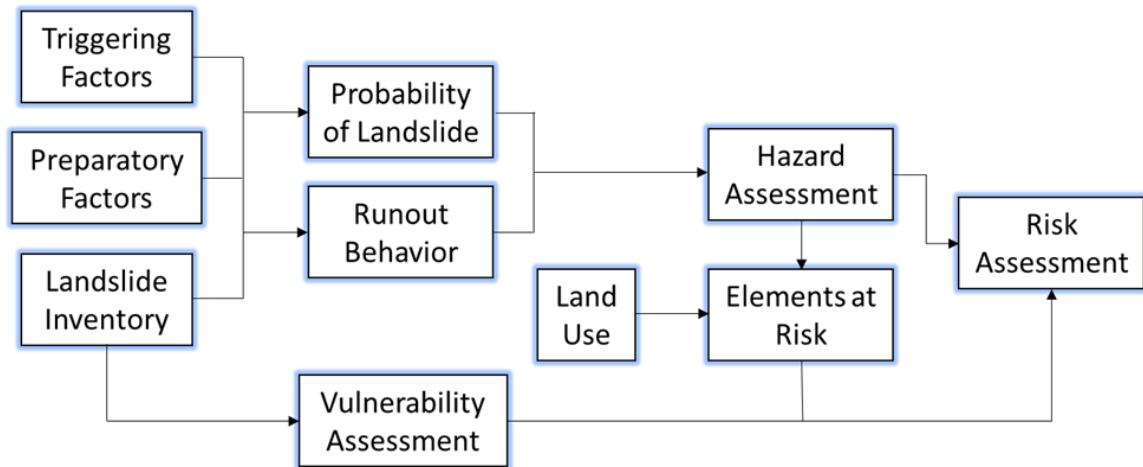 Triggering
Factors
Preparatory
Factors
Landslide
Inventory
Probability
of Landslide
Runout
Behavior
Vulnerability
Assessment
Land
Use
Hazard
Assessment
Elements at
Risk
Risk
Assessment